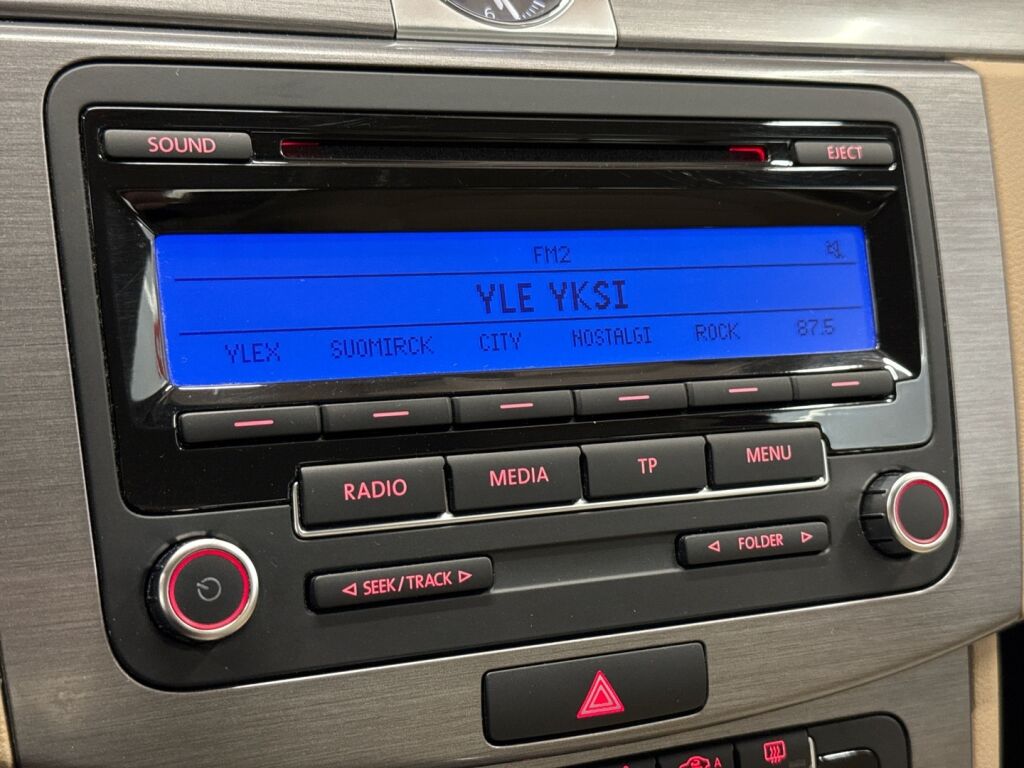 6
SOUND
EJECT
FM2
YLE YKSI
YLEX SUOMIRCK CITY NOSTALGI ROCK 87.5
RADIO MEDIA TP MENU
SEEK/TRACK
FOLDER
A